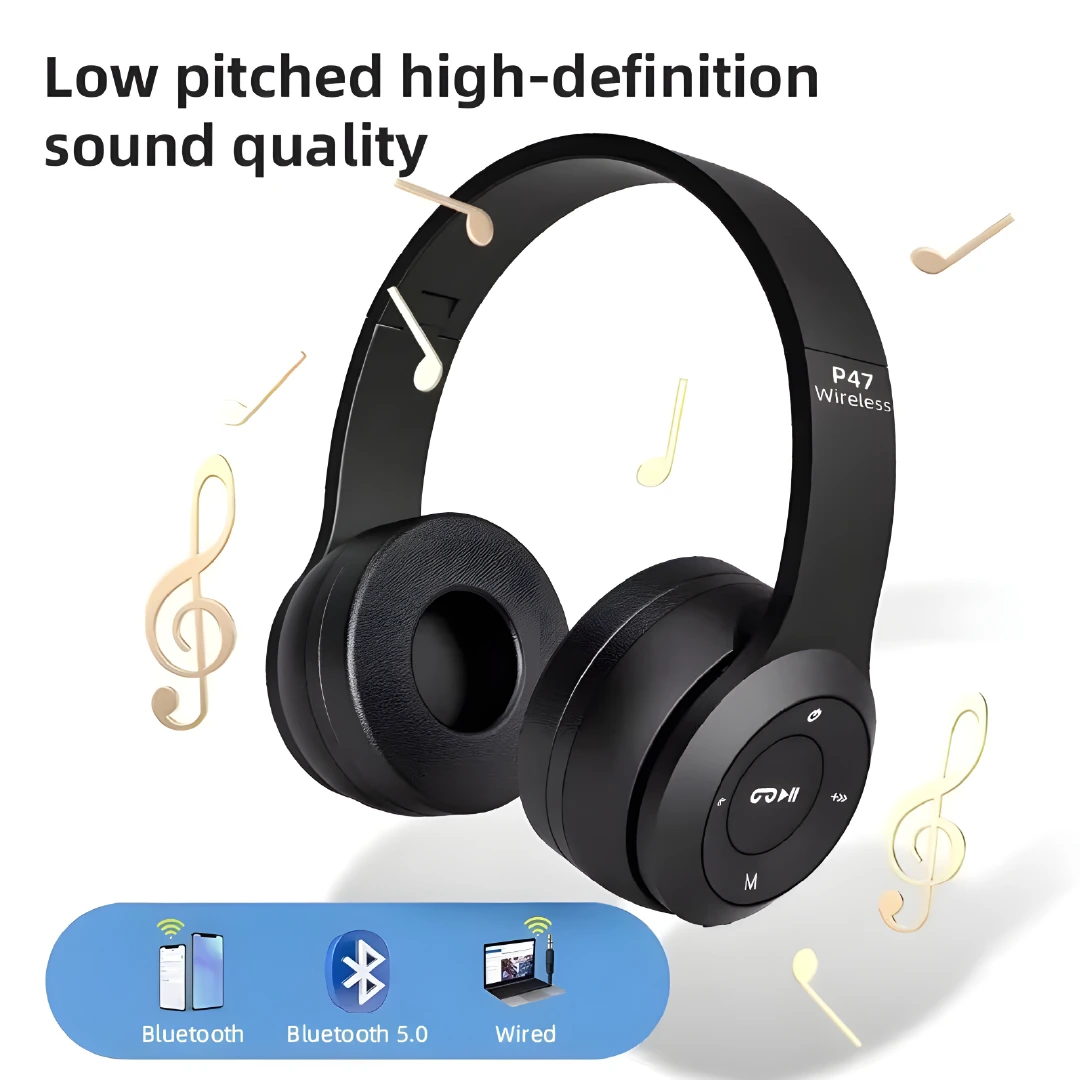 Low pitched high-definition
sound quality
P47
Wireless
M
Bluetooth
Bluetooth 5.0
Wired